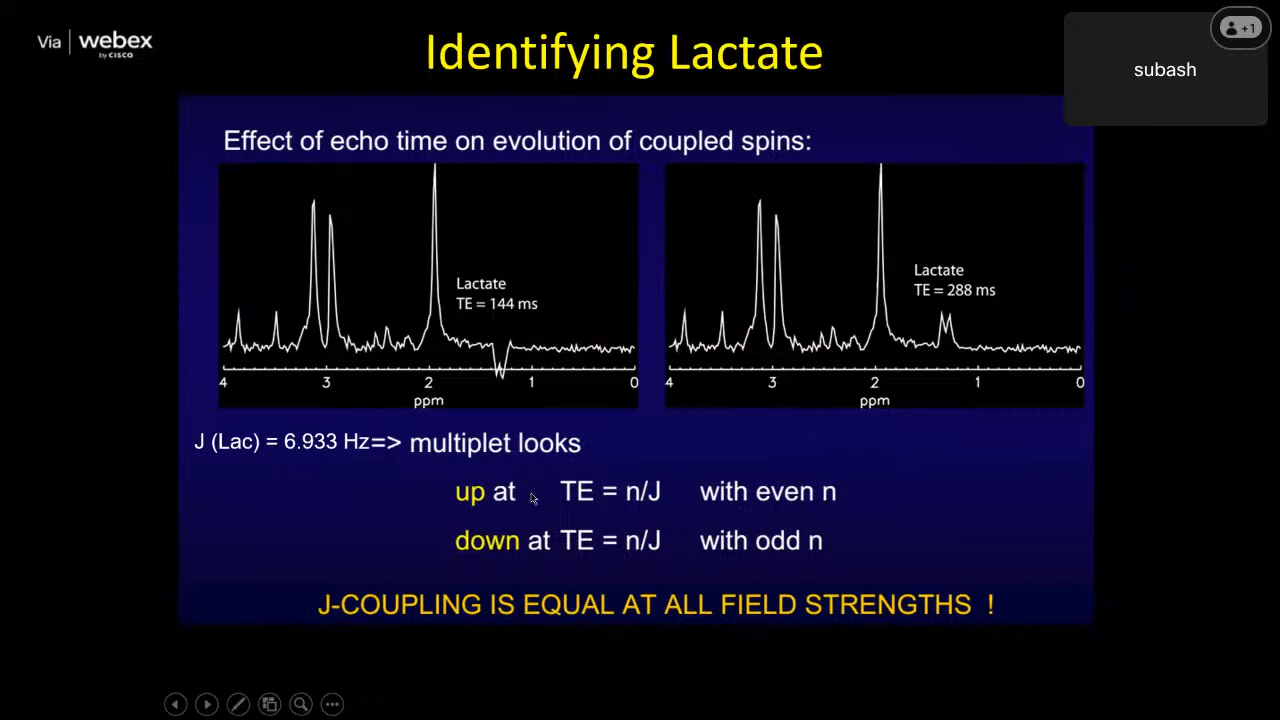 Via webex
by CISCO
Identifying Lactate
+1
subash
Effect of echo time on evolution of coupled spins:
Lactate
TE = 144 ms
4 3 2 1 0
ppm
Lactate
TE = 288 ms
4 3 2 1 0
ppm
J (Lac) = 6.933 Hz=> multiplet looks
up at TE = n/J with even n
down at TE = n/J with odd n
J-COUPLING IS EQUAL AT ALL FIELD STRENGTHS !